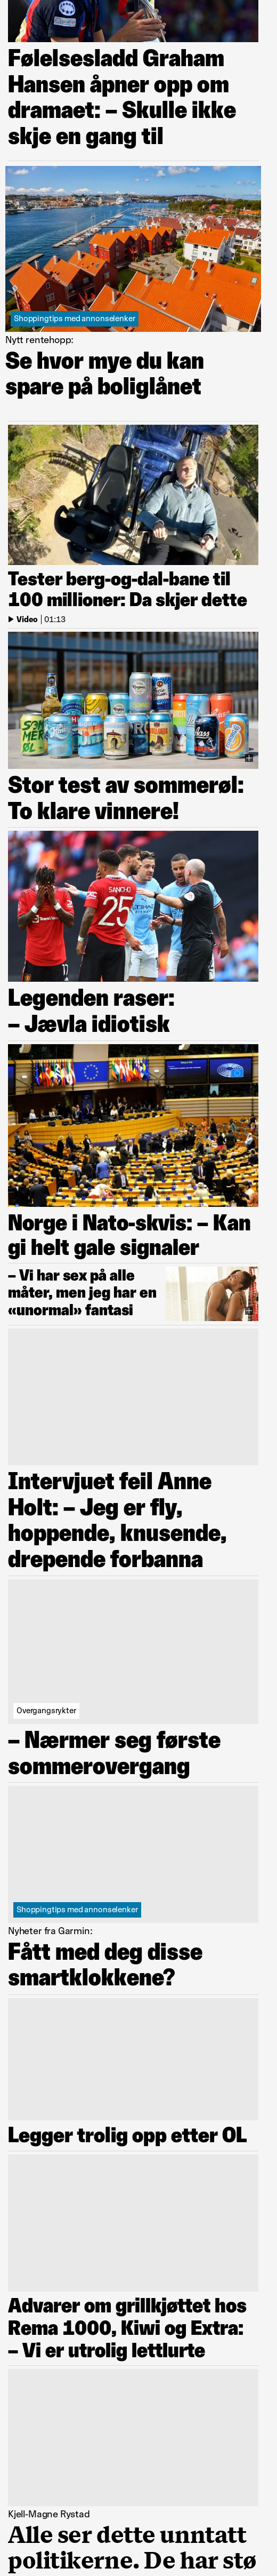 Følelsesladd Graham
Hansen åpner opp om
dramaet: – Skulle ikke
skje en gang til
Shoppingtips med annonselenker
Nytt rentehopp:
Se hvor mye du kan
spare på boliglånet
Tester berg-og-dal-bane til
100 millioner: Da skjer dette
Video | 01:13
SOM
MER
ØL
Stor test av sommerøl:
To klare vinnere!
SANCHO
25
17
Legenden raser:
– Jævla idiotisk
Norge i Nato-skvis: – Kan
gi helt gale signaler
– Vi har sex på alle
måter, men jeg har en
«unormal» fantasi
Intervjuet feil Anne
Holt: – Jeg er fly,
hoppende, knusende,
drepende forbanna
Overgangsrykter
– Nærmer seg første
sommerovergang
Shoppingtips med annonselenker
Nyheter fra Garmin:
Fått med deg disse
smartklokkene?
Legger trolig opp etter OL
Advarer om grillkjøttet hos
Rema 1000, Kiwi og Extra:
– Vi er utrolig lettlurte
Kjell-Magne Rystad
Alle ser dette unntatt
politikerne. De har stø